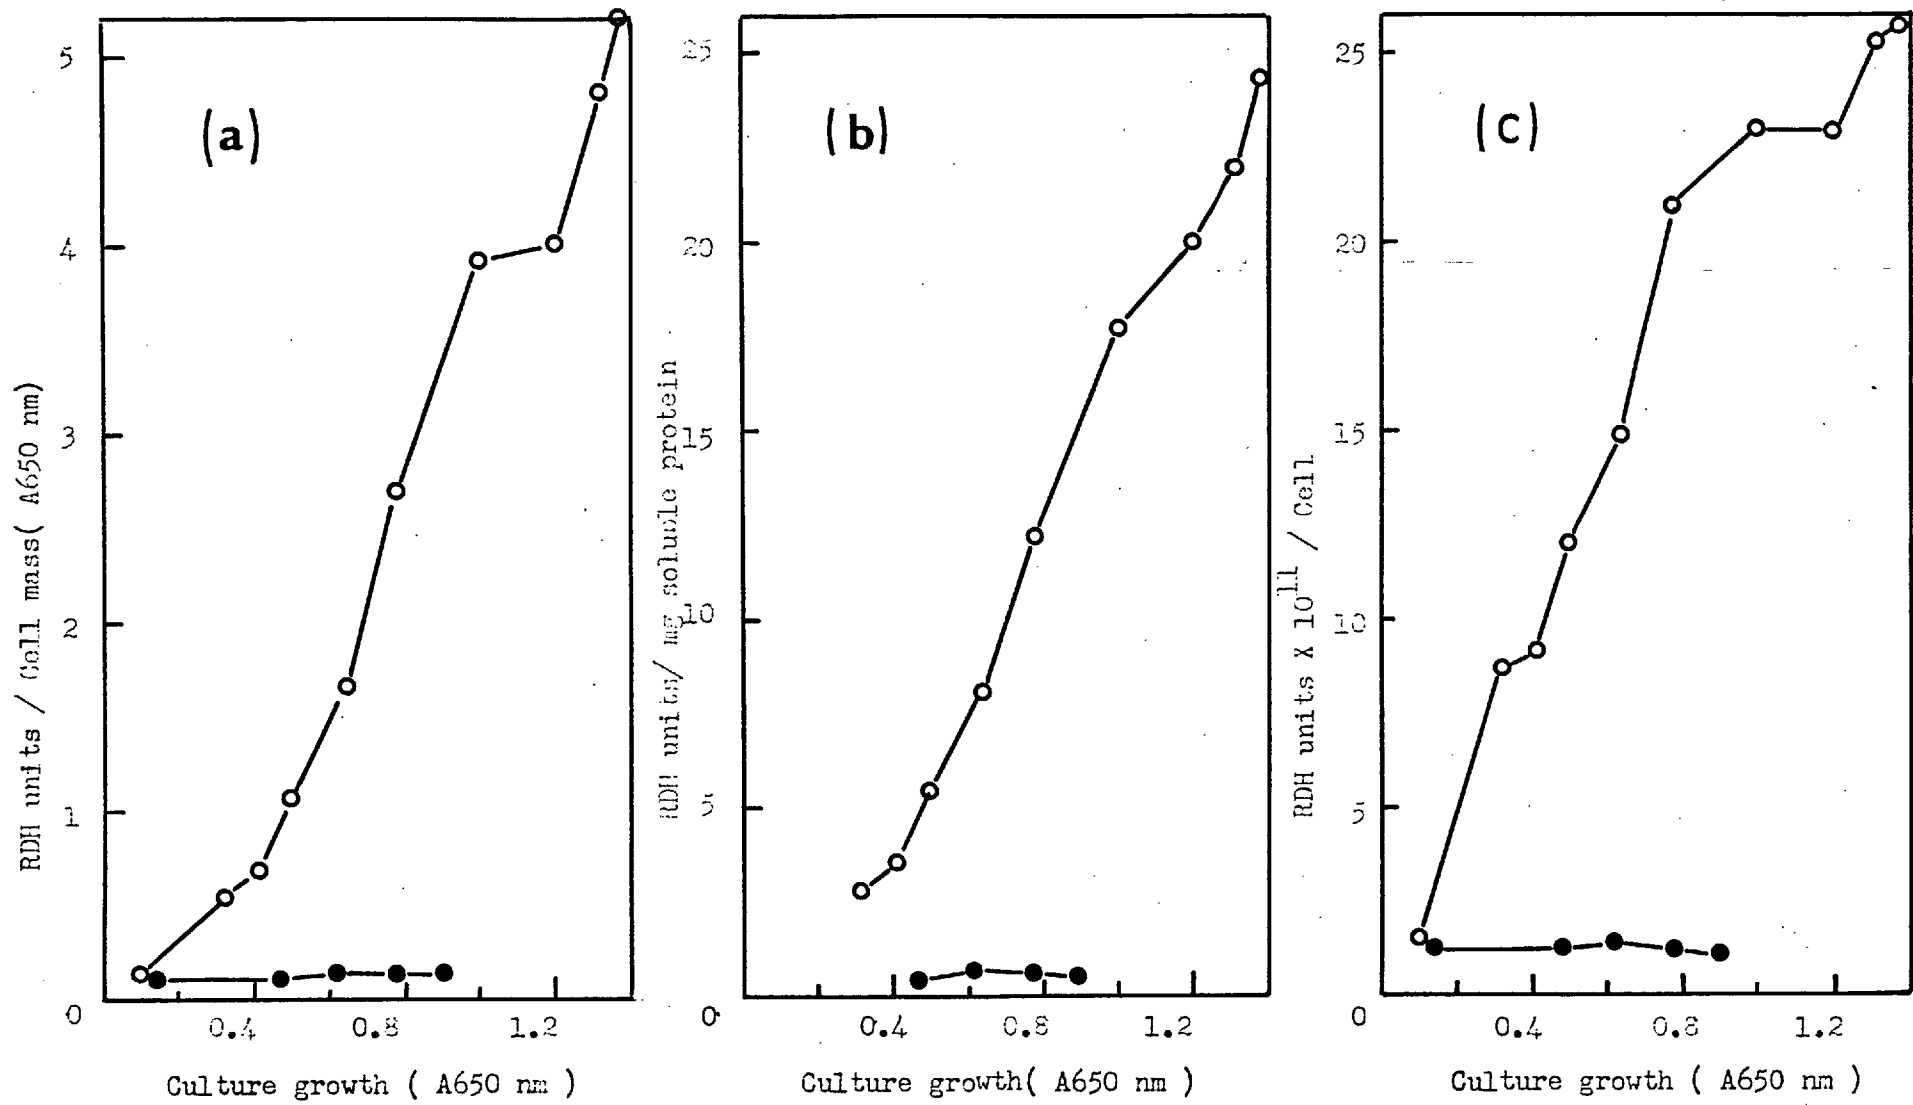 (a)
5
4
3
2
1
0
0.4 0.8 1.2
RDH units / Cell mass( A650 nm)
Culture growth ( A650 nm )
(b)
25
20
15
10
5
0
0.4 0.8 1.2
RDH units/ mg soluble protein
Culture growth( A650 nm )
(C)
25
20
15
10
5
0
0.4 0.8 1.2
RDH units X 10¹¹ / Cell
Culture growth ( A650 nm )